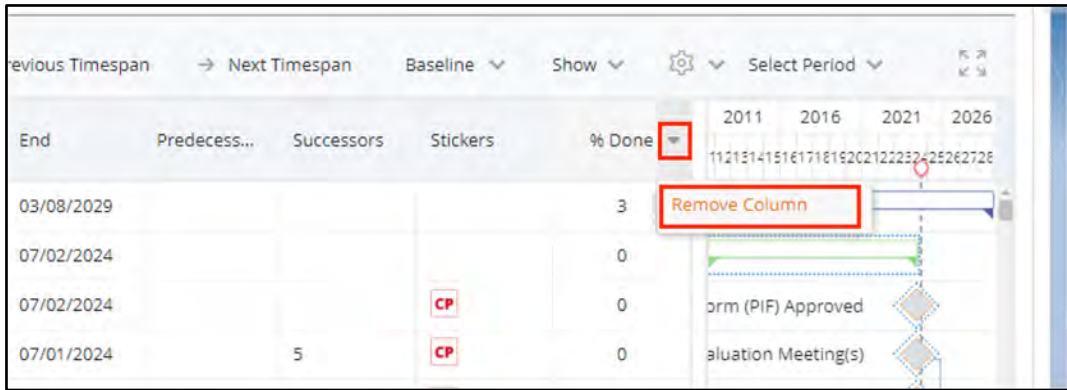 revious Timespan → Next Timespan Baseline Show Select Period
2011 2016 2021 2026
End Predecess... Successors Stickers % Done
03/08/2029 3 Remove Column
07/02/2024 0
07/02/2024 CP 0 orm (PIF) Approved
07/01/2024 5 CP 0 aluation Meeting(s)